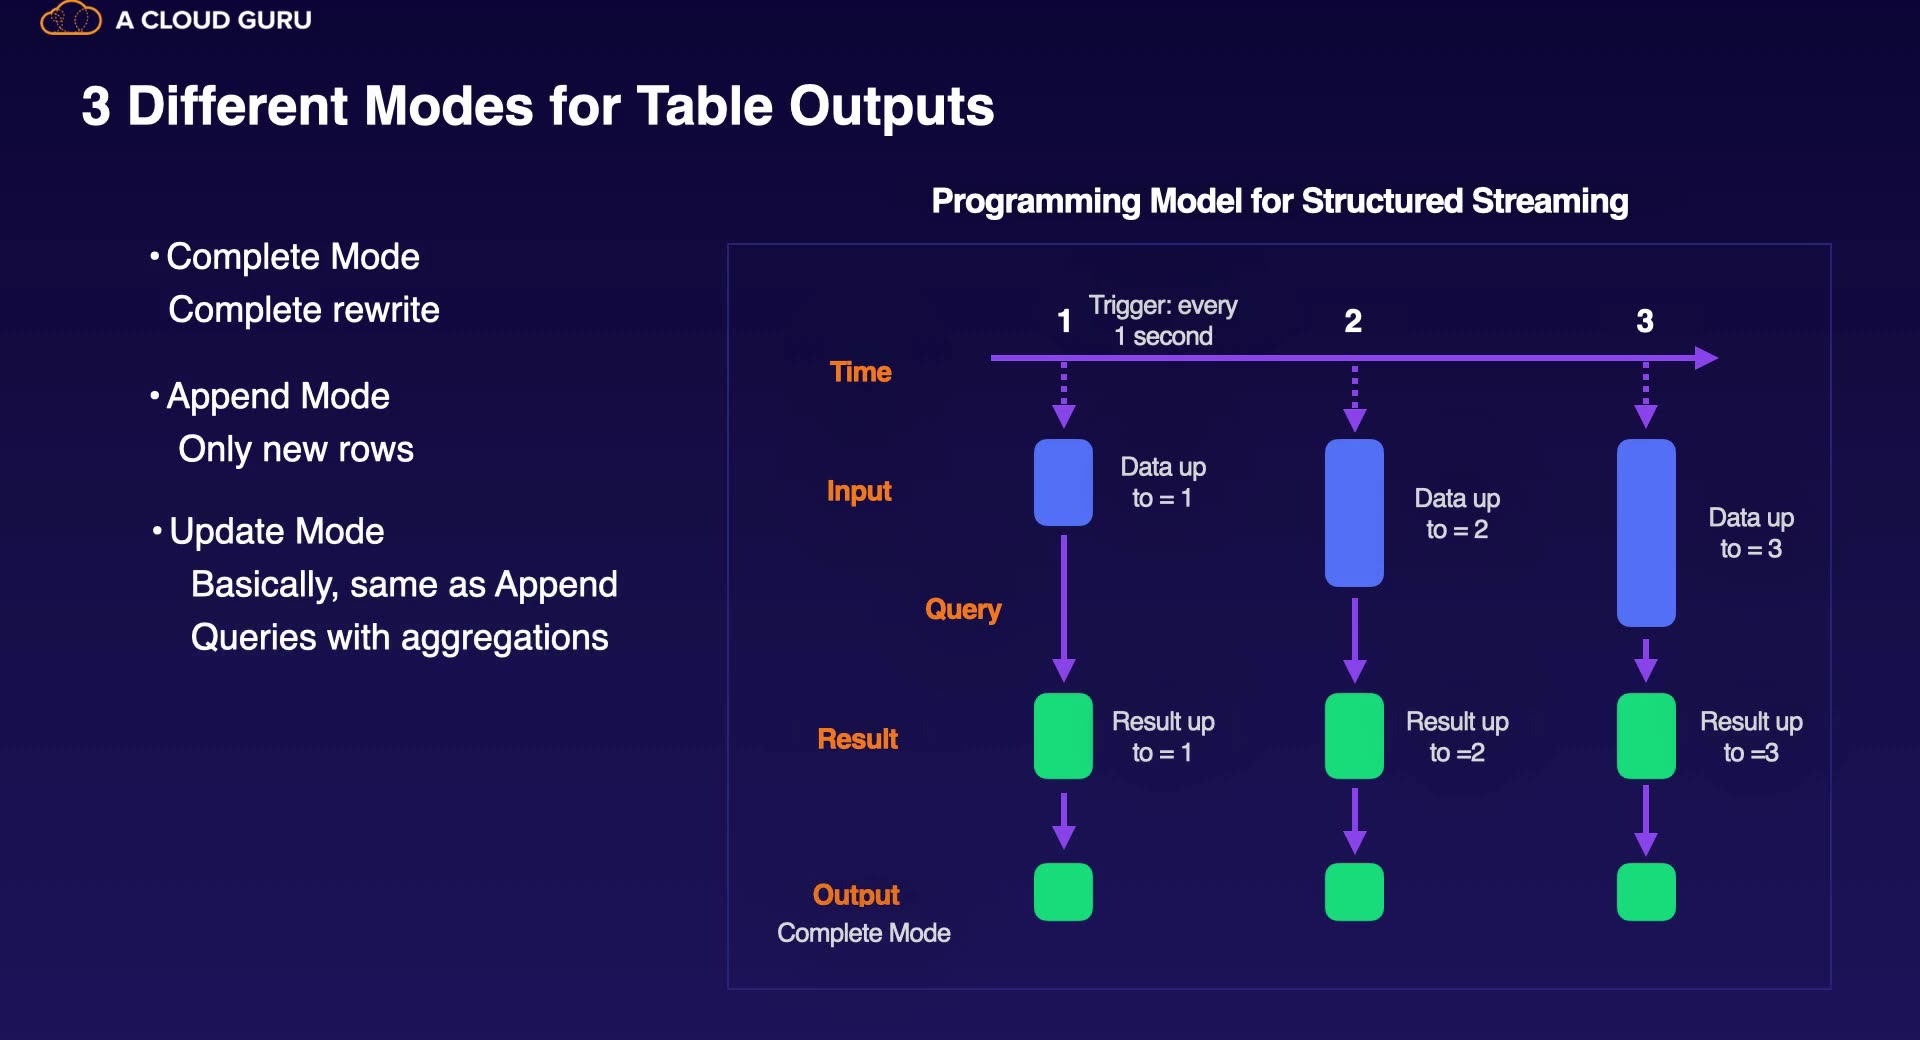 A CLOUD GURU
3 Different Modes for Table Outputs
• Complete Mode
Complete rewrite
• Append Mode
Only new rows
• Update Mode
Basically, same as Append
Queries with aggregations
Programming Model for Structured Streaming
1
Trigger: every
1 second
2
3
Time
Input
Data up
to = 1
Data up
to = 2
Data up
to = 3
Query
Result
Result up
to = 1
Result up
to =2
Result up
to =3
Output
Complete Mode